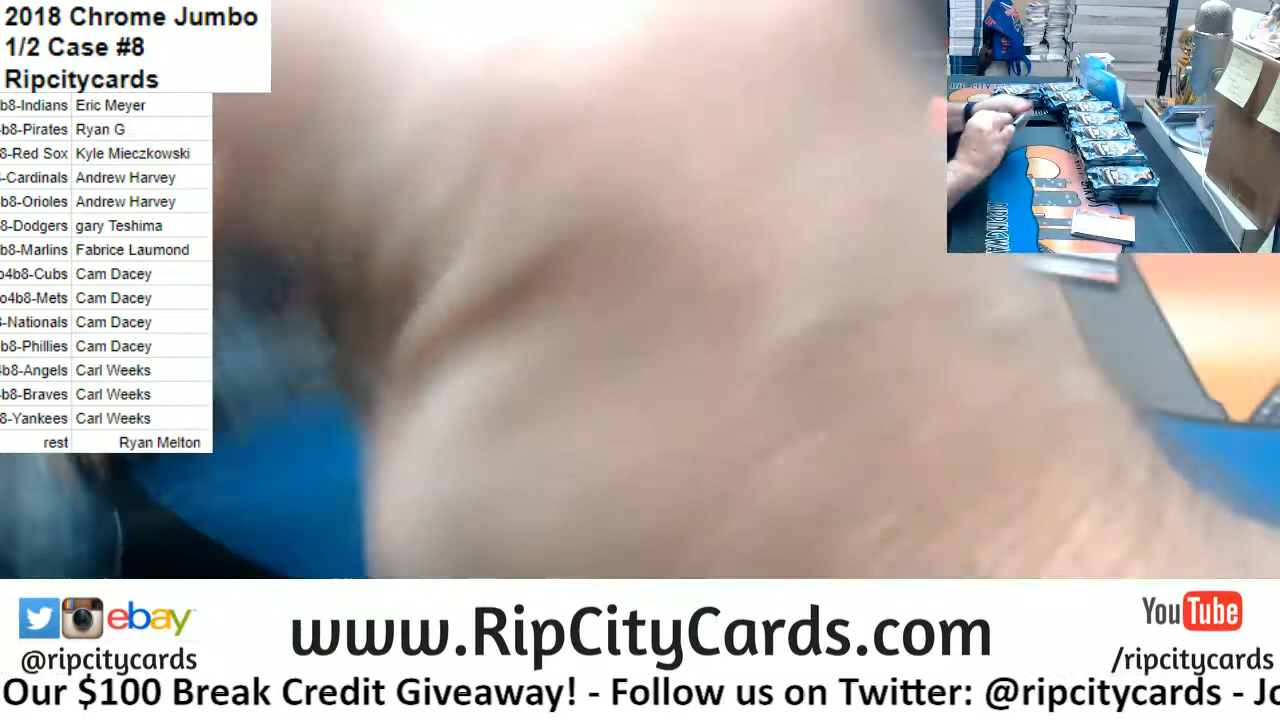 2018 Chrome Jumbo
1/2 Case #8
Ripcitycards
b8-Indians Eric Meyer
-b8-Pirates Ryan G
8-Red Sox Kyle Mieczkowski
-Cardinals Andrew Harvey
b8-Orioles Andrew Harvey
8-Dodgers gary Teshima
b8-Marlins Fabrice Laumond
o4b8-Cubs Cam Dacey
o4b8-Mets Cam Dacey
-Nationals Cam Dacey
b8-Phillies Cam Dacey
4b8-Angels Carl Weeks
b8-Braves Carl Weeks
8-Yankees Carl Weeks
rest Ryan Melton
ebay
@ripcitycards
www.RipCityCards.com
YouTube
/ripcitycards
Our $100 Break Credit Giveaway! - Follow us on Twitter: @ripcitycards - Jo